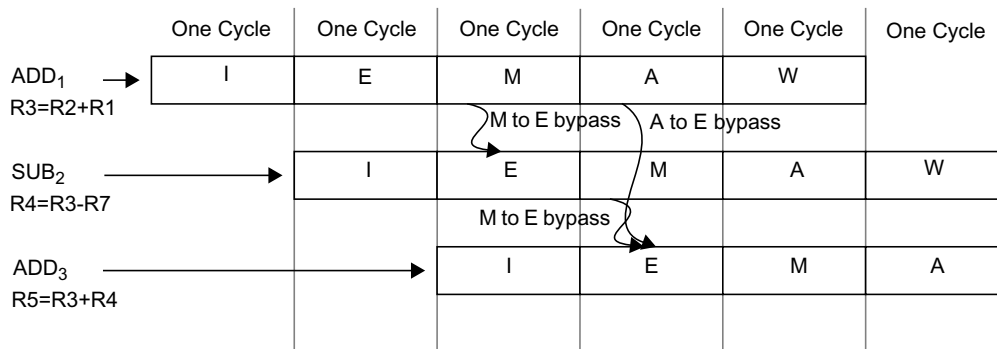 One Cycle One Cycle One Cycle One Cycle One Cycle One Cycle
ADD1 I E M A W
R3=R2+R1
M to E bypass A to E bypass
SUB2 I E M A W
R4=R3-R7
M to E bypass
ADD3 I E M A
R5=R3+R4